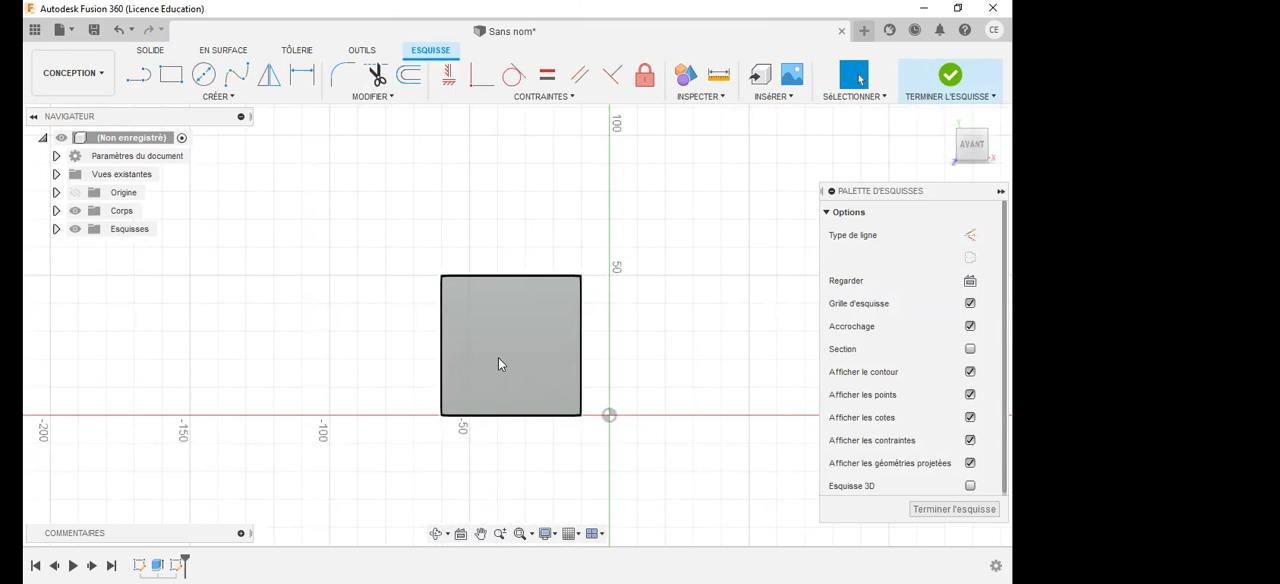 Autodesk Fusion 360 (Licence Education)
Sans nom*
CE
SOLIDE EN SURFACE TÔLERIE OUTILS ESQUISSE
CONCEPTION
CRÉER MODIFIER CONTRAINTES INSPECTER INSÉRER SÉLECTIONNER TERMINER L'ESQUISSE
NAVIGATEUR
(Non enregistré)
Paramètres du document
Vues existantes
Origine
Corps
Esquisses
100
50
-200
-150
-100
-50
Y
AVANT
X
Z
PALETTE D'ESQUISSES
Options
Type de ligne
Regarder
Grille d'esquisse
Accrochage
Section
Afficher le contour
Afficher les points
Afficher les cotes
Afficher les contraintes
Afficher les géométries projetées
Esquisse 3D
Terminer l'esquisse
COMMENTAIRES